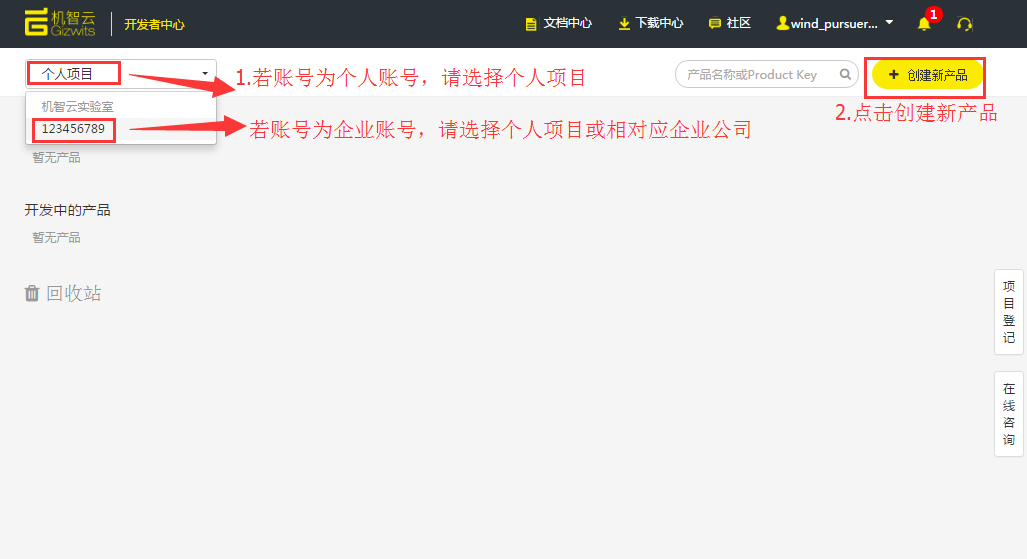 机智云
Gizwits
开发者中心
文档中心
下载中心
社区
wind_pursuer...
1
个人项目
1.若账号为个人账号，请选择个人项目
产品名称或Product Key
创建新产品
机智云实验室
123456789
若账号为企业账号，请选择个人项目或相对应企业公司
2.点击创建新产品
暂无产品
开发中的产品
暂无产品
回收站
项目登记
在线咨询